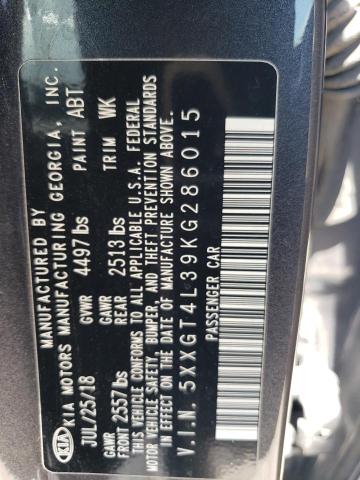 MANUFACTURED BY
KIA KIA MOTORS MANUFACTURING GEORGIA, INC.
JUL/25/18 GVWR 4497 lbs PAINT ABT
GAWR FRONT 2557 lbs GAWR REAR 2513 lbs TRIM WK
THIS VEHICLE CONFORMS TO ALL APPLICABLE U.S.A. FEDERAL
MOTOR VEHICLE SAFETY, BUMPER, AND THEFT PREVENTION STANDARDS
IN EFFECT ON THE DATE OF MANUFACTURE SHOWN ABOVE.
V.I.N. 5XXGT4L39KG286015
PASSENGER CAR